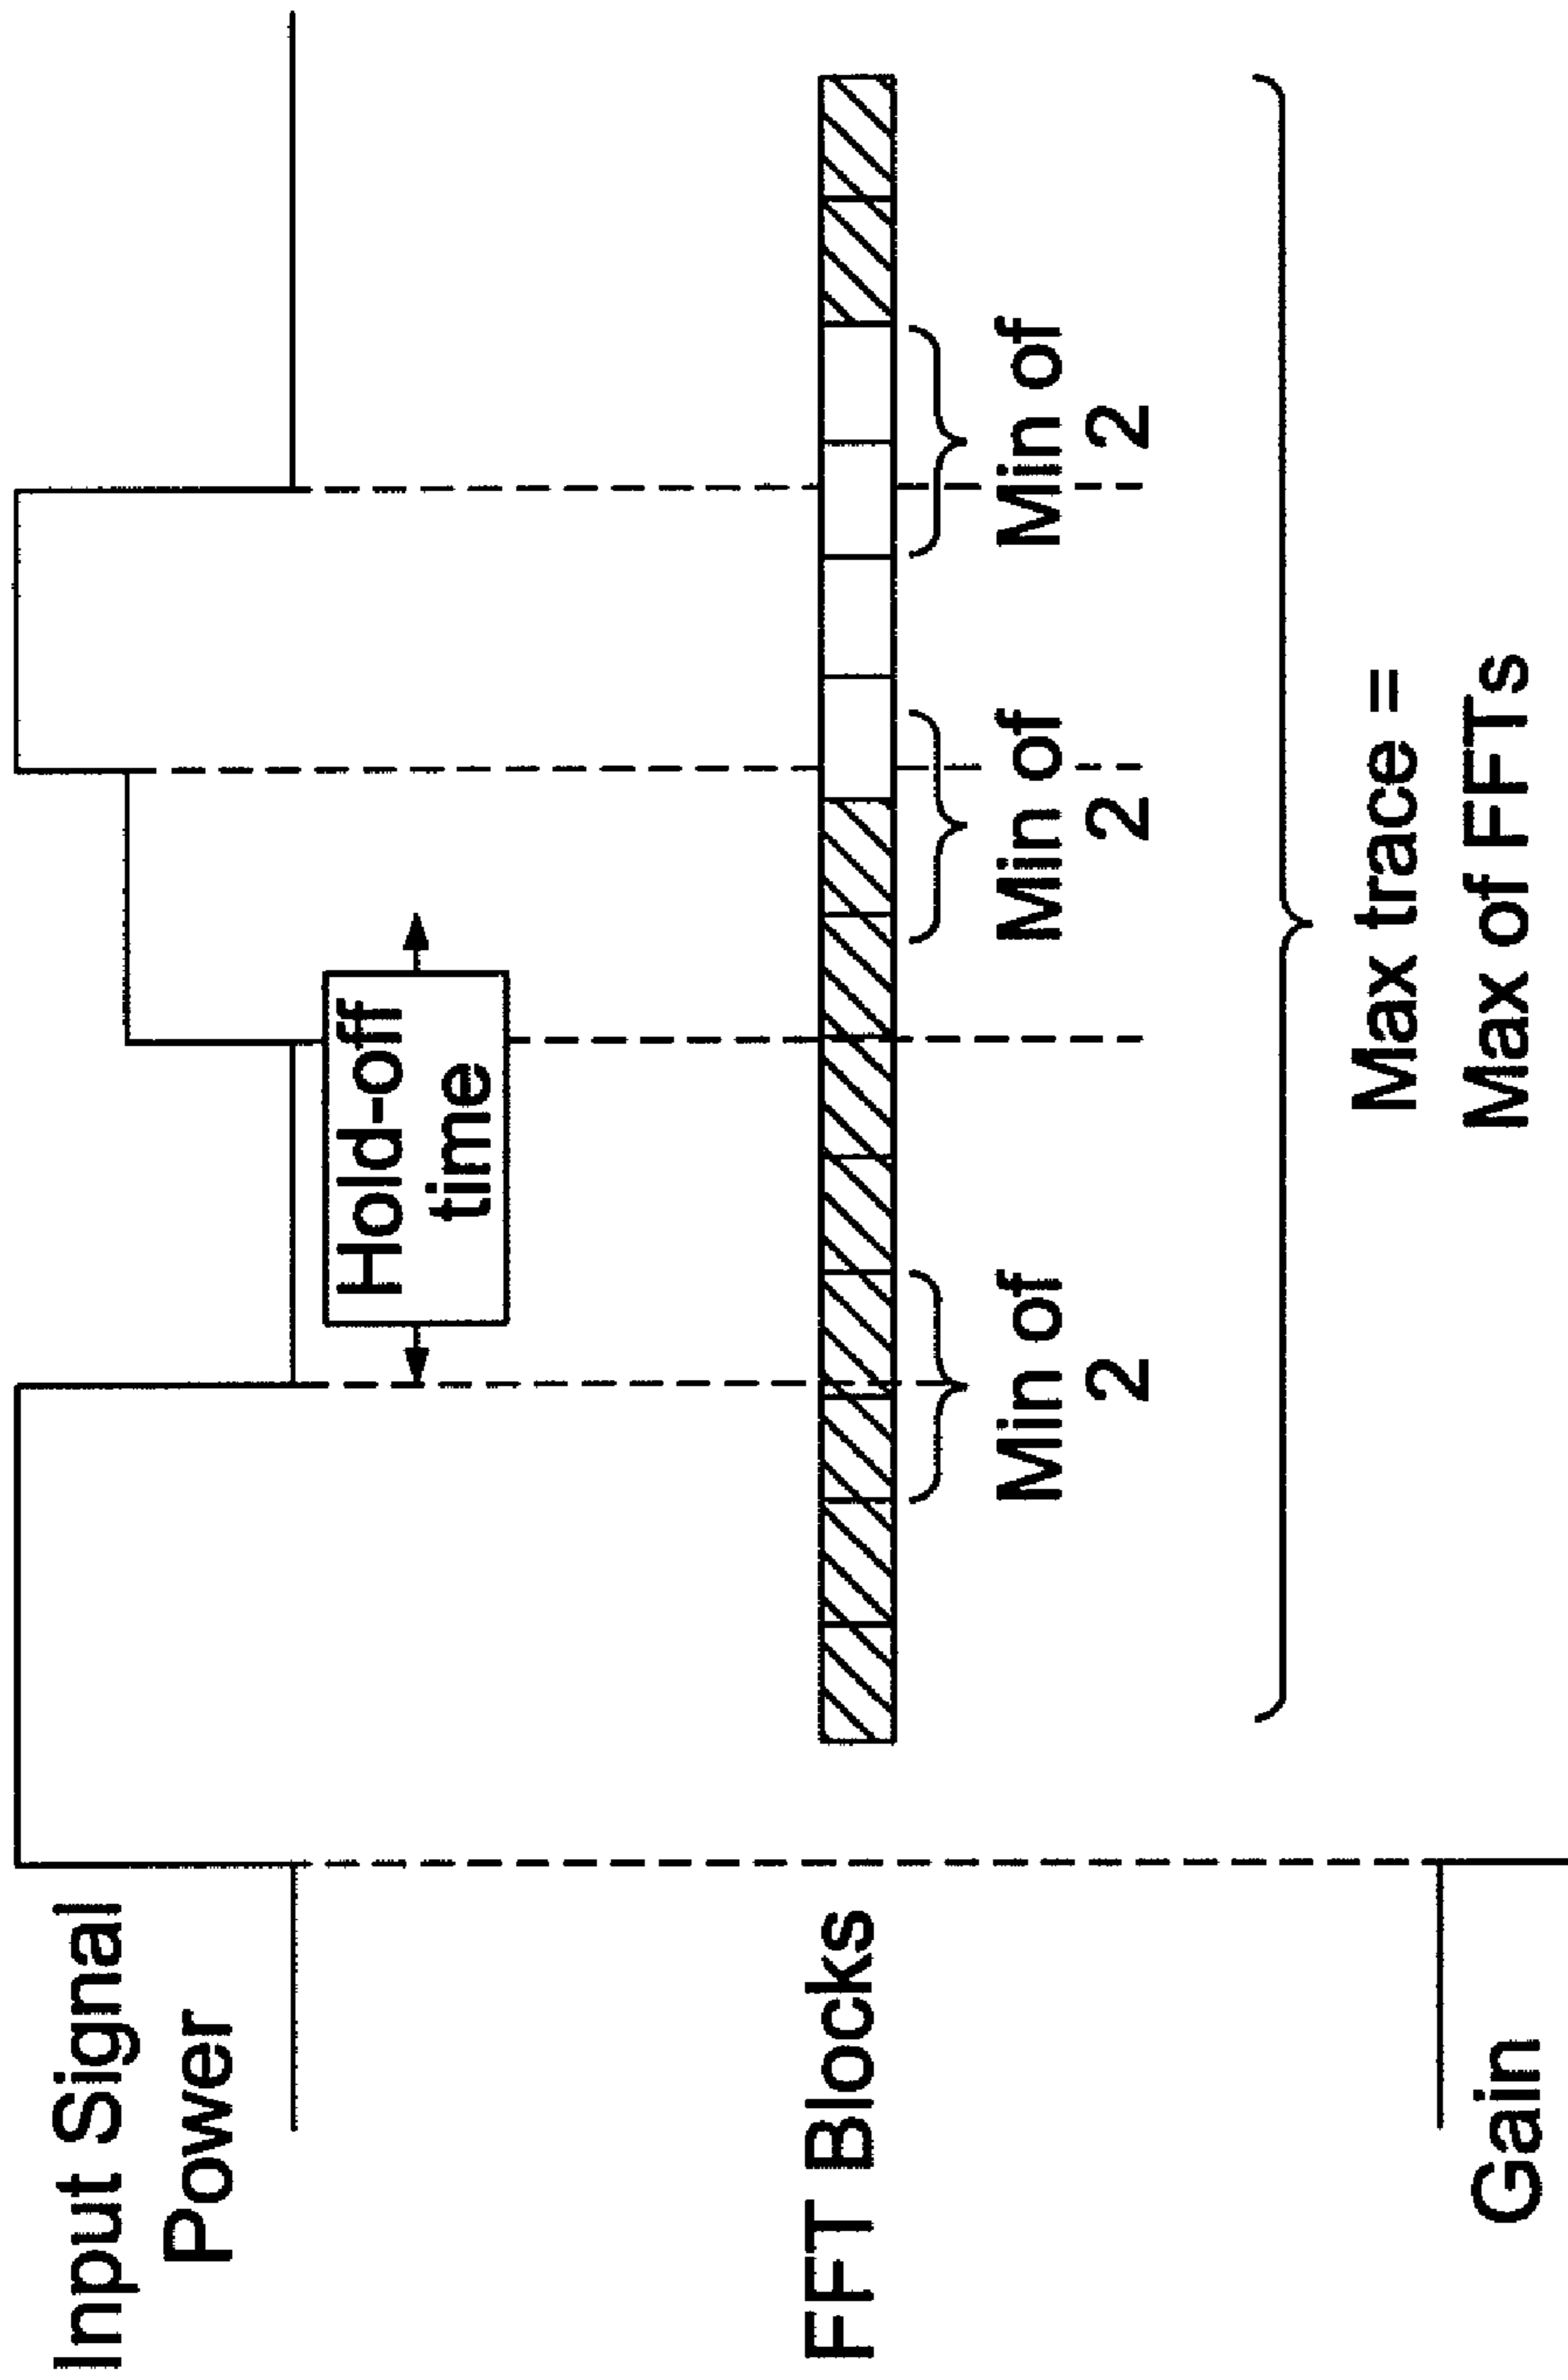 Input Signal
Power
Hold-off
time
FFT Blocks
Min of
2
Min of
2
Min of
2
Max trace =
Max of FFTs
Gain